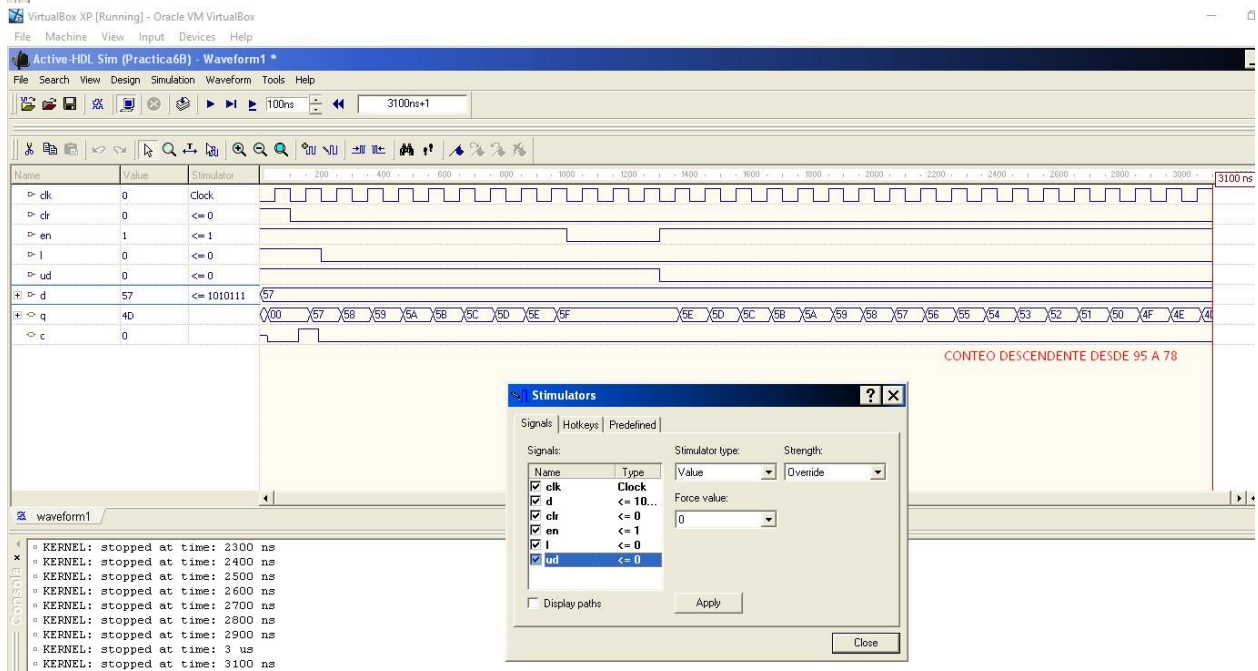 VirtualBox XP [Running] - Oracle VM VirtualBox
File Machine View Input Devices Help
Active-HDL Sim (Practica6B) - Waveform1 *
File Search View Design Simulation Waveform Tools Help
100ns 3100ns+1
Name Value Stimulator 200 400 600 800 1000 1200 1400 1600 1800 2000 2200 2400 2600 2800 3000 3100 ns
clk 0 Clock
clr 0 <= 0
en 1 <= 1
l 0 <= 0
ud 0 <= 0
d 57 <= 1010111 57
q 4D 00 57 58 59 5A 5B 5C 5D 5E 5F 5E 5D 5C 5B 5A 59 58 57 56 55 54 53 52 51 50 4F 4E
c 0
CONTEO DESCENDENTE DESDE 95 A 78
Stimulators
Signals Hotkeys Predefined
Signals: Stimulator type: Strength:
Name Type Value Override
clk Clock
d <= 10... Force value:
clr <= 0
en <= 1 0
l <= 0
ud <= 0
Display paths Apply
Close
waveform1
Consola
KERNEL: stopped at time: 2300 ns
KERNEL: stopped at time: 2400 ns
KERNEL: stopped at time: 2500 ns
KERNEL: stopped at time: 2600 ns
KERNEL: stopped at time: 2700 ns
KERNEL: stopped at time: 2800 ns
KERNEL: stopped at time: 2900 ns
KERNEL: stopped at time: 3 us
KERNEL: stopped at time: 3100 ns